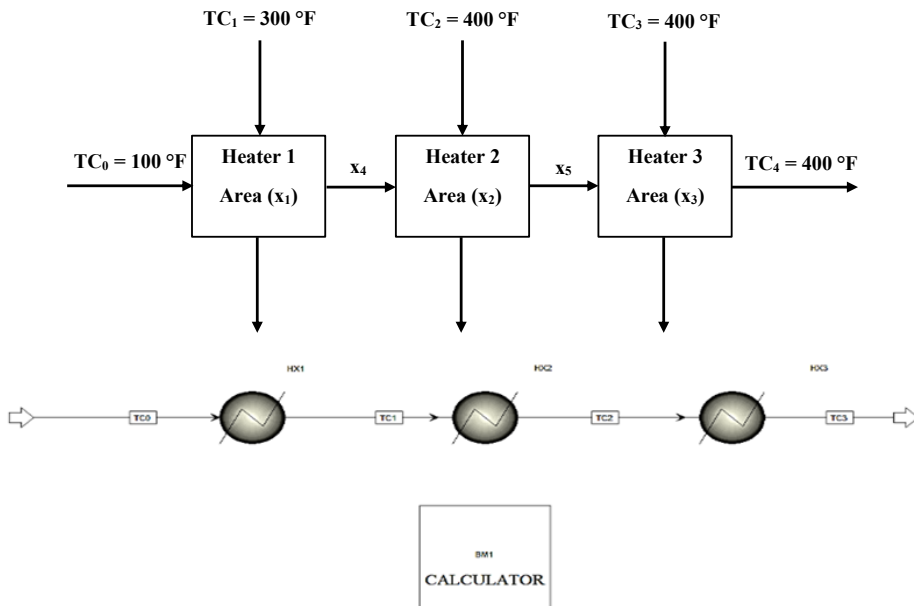 TC₁ = 300 °F
TC₂ = 400 °F
TC₃ = 400 °F
TC₀ = 100 °F
Heater 1
Area (x₁)
x₄
Heater 2
Area (x₂)
x₅
Heater 3
Area (x₃)
TC₄ = 400 °F
HX1
HX2
HX3
TC0
TC1
TC2
TC3
BM1
CALCULATOR